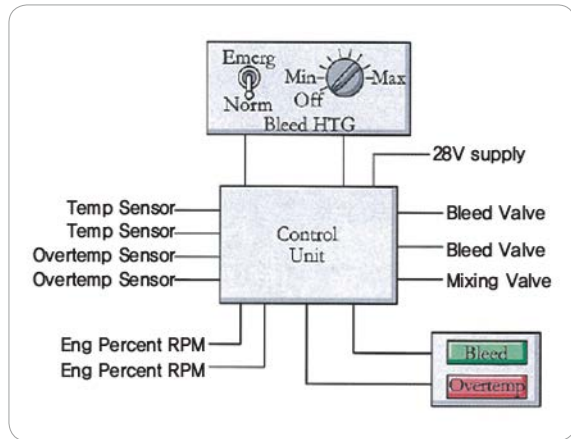 Emerg
Min
Max
Off
Norm
Bleed HTG
28V supply
Temp Sensor
Temp Sensor
Overtemp Sensor
Overtemp Sensor
Control
Unit
Bleed Valve
Bleed Valve
Mixing Valve
Eng Percent RPM
Eng Percent RPM
Bleed
Overtemp